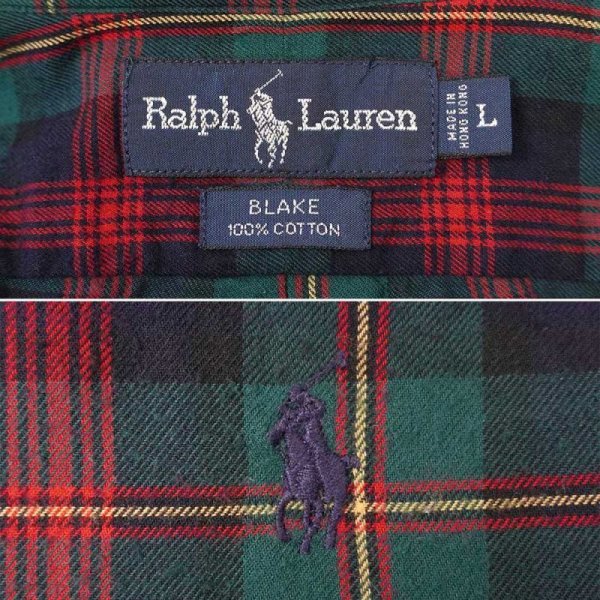 Ralph Lauren
MADE IN
HONG KONG
L
BLAKE
100% COTTON